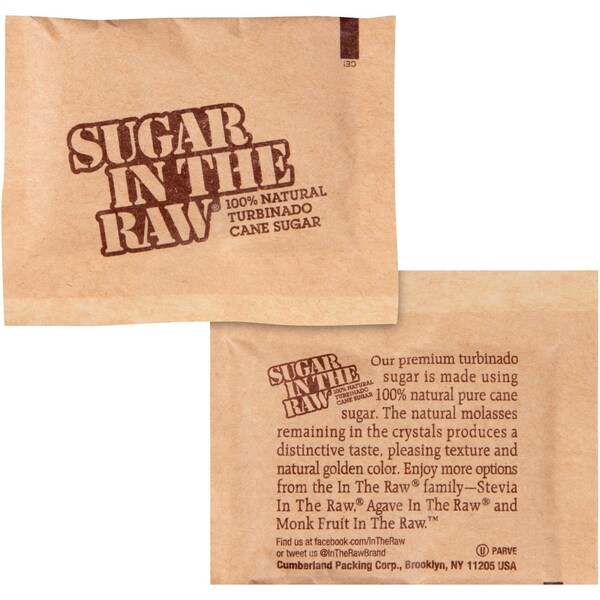 SUGAR
IN THE
RAW®
100% NATURAL
TURBINADO
CANE SUGAR
SUGAR
IN THE
RAW®
100% NATURAL
TURBINADO
CANE SUGAR
Our premium turbinado
sugar is made using
100% natural pure cane
sugar. The natural molasses
remaining in the crystals produces a
distinctive taste, pleasing texture and
natural golden color. Enjoy more options
from the In The Raw® family—Stevia
In The Raw,® Agave In The Raw® and
Monk Fruit In The Raw.™
Find us at facebook.com/InTheRaw
or tweet us @InTheRawBrand
U PARVE
Cumberland Packing Corp., Brooklyn, NY 11205 USA